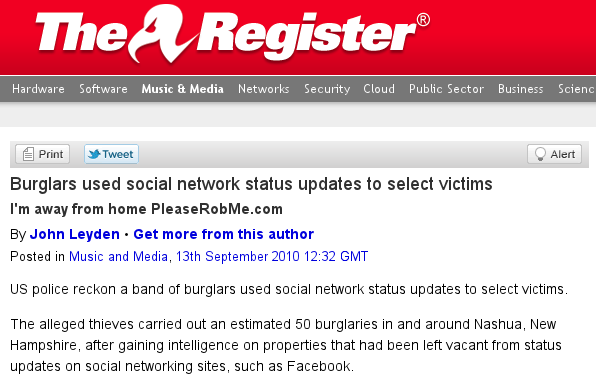 The Register®
Hardware Software Music & Media Networks Security Cloud Public Sector Business Scienc
Print Tweet Alert
Burglars used social network status updates to select victims
I'm away from home PleaseRobMe.com
By John Leyden • Get more from this author
Posted in Music and Media, 13th September 2010 12:32 GMT
US police reckon a band of burglars used social network status updates to select victims.
The alleged thieves carried out an estimated 50 burglaries in and around Nashua, New
Hampshire, after gaining intelligence on properties that had been left vacant from status
updates on social networking sites, such as Facebook.